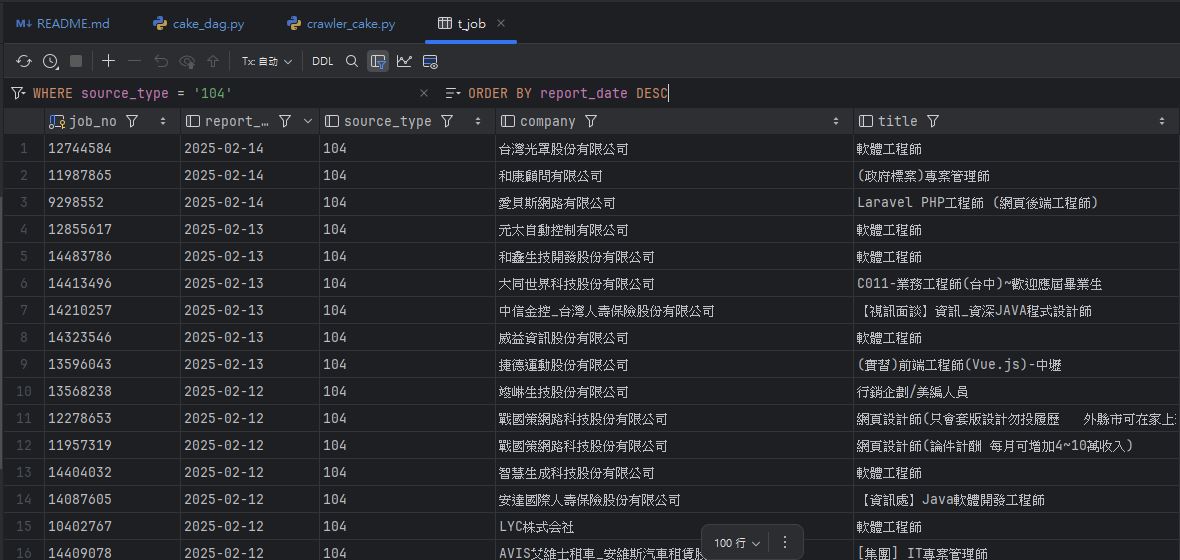 README.md cake_dag.py crawler_cake.py t_job
Tx: 自动 DDL
WHERE source_type = '104' ORDER BY report_date DESC
job_no report_… source_type company title
1 12744584 2025-02-14 104 台灣光罩股份有限公司 軟體工程師
2 11987865 2025-02-14 104 和康顧問有限公司 (政府標案)專案管理師
3 9298552 2025-02-14 104 愛貝斯網路有限公司 Laravel PHP工程師 (網頁後端工程師)
4 12855617 2025-02-13 104 元太自動控制有限公司 軟體工程師
5 14483786 2025-02-13 104 和鑫生技開發股份有限公司 軟體工程師
6 14413496 2025-02-13 104 大同世界科技股份有限公司 C011-業務工程師(台中)~歡迎應屆畢業生
7 14210257 2025-02-13 104 中信金控_台灣人壽保險股份有限公司 【視訊面談】資訊_資深JAVA程式設計師
8 14323546 2025-02-13 104 威益資訊股份有限公司 軟體工程師
9 13596043 2025-02-13 104 捷德運動股份有限公司 (實習)前端工程師(Vue.js)-中壢
10 13568238 2025-02-12 104 生技股份有限公司 行銷企劃/美編人員
11 12278653 2025-02-12 104 戰國策網路科技股份有限公司 網頁設計師(只會套版設計勿投履歷 外縣市可在家上
12 11957319 2025-02-12 104 戰國策網路科技股份有限公司 網頁設計師(論件計酬 每月可增加4~10萬收入)
13 14404032 2025-02-12 104 智慧生成科技股份有限公司 軟體工程師
14 14087605 2025-02-12 104 安達國際人壽保險股份有限公司 【資訊處】Java軟體開發工程師
15 10402767 2025-02-12 104 LYC株式会社 軟體工程師
16 14409078 2025-02-12 104 AVIS艾維士租車_安維斯汽車租賃股 [集團] IT專案管理師
100 行